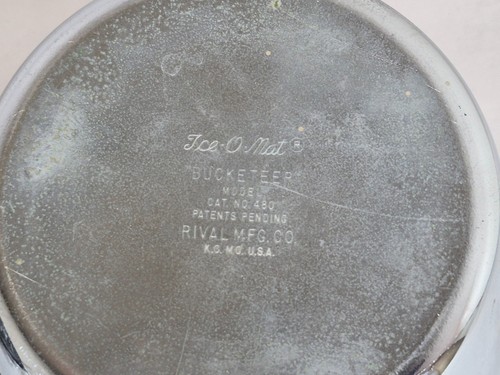 Ice-O-Mat®
"BUCKETEER"
MODEL
CAT. NO. 480
PATENTS PENDING
RIVAL MFG. CO.
K.C. MO. U.S.A.